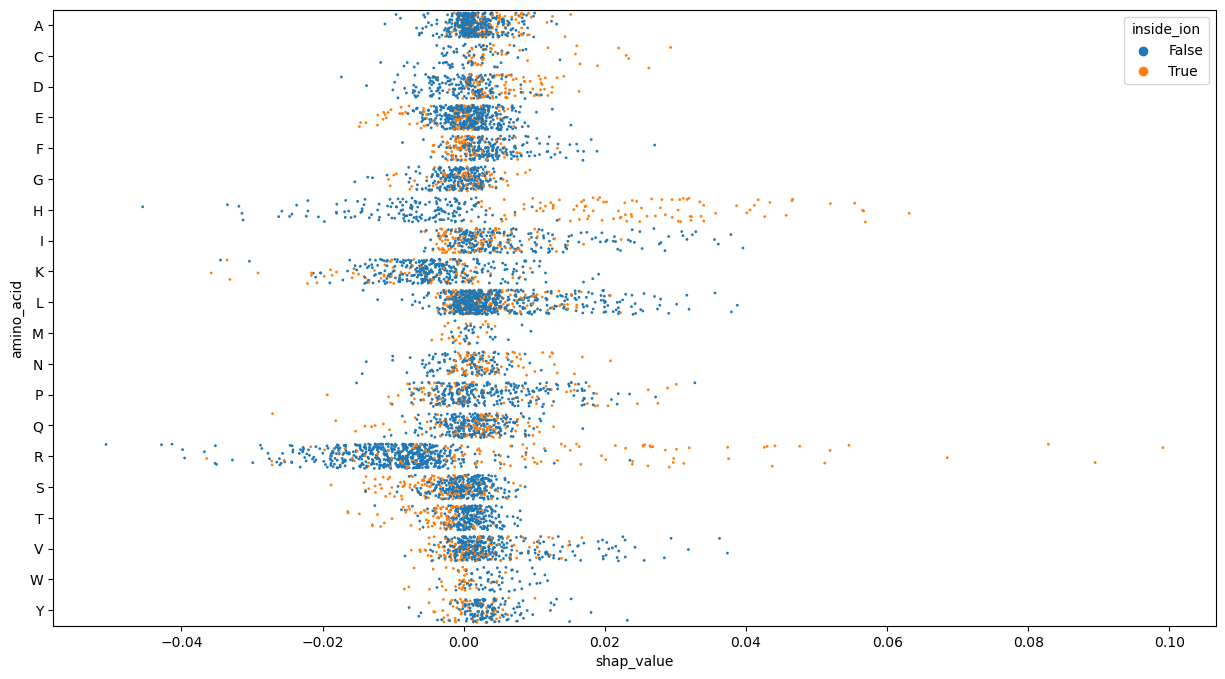 inside_ion
False
True
amino_acid
A
C
D
E
F
G
H
I
K
L
M
N
P
Q
R
S
T
V
W
Y
−0.04 −0.02 0.00 0.02 0.04 0.06 0.08 0.10
shap_value